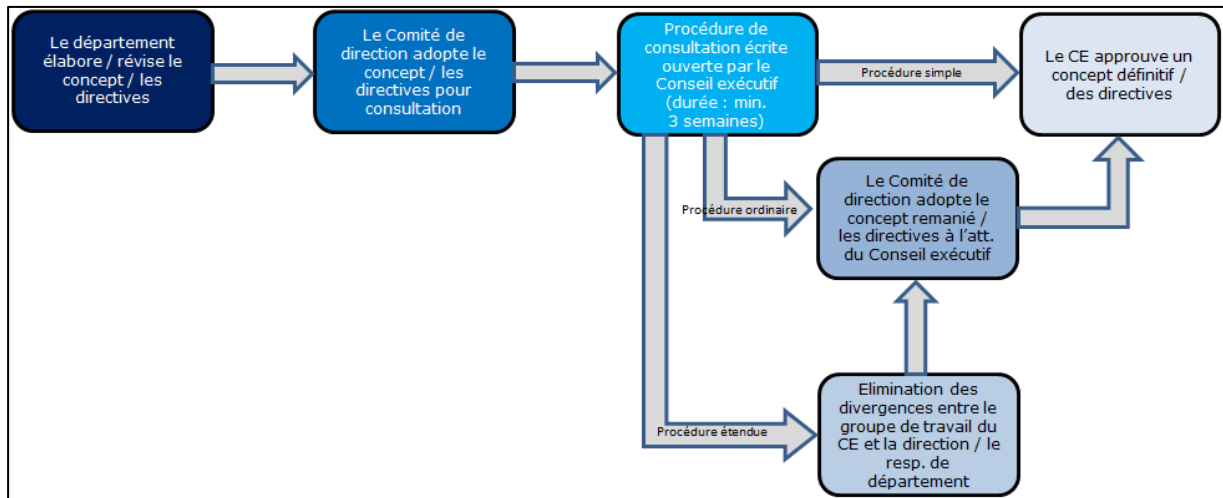 Le département
élabore / révise le
concept / les
directives
Le Comité de
direction adopte le
concept / les
directives pour
consultation
Procédure de
consultation écrite
ouverte par le
Conseil exécutif
(durée : min.
3 semaines)
Procédure simple
Le CE approuve un
concept définitif /
des directives
Procédure ordinaire
Le Comité de
direction adopte le
concept remanié /
les directives à l'att.
du Conseil exécutif
Procédure étendue
Elimination des
divergences entre le
groupe de travail du
CE et la direction / le
resp. de
département